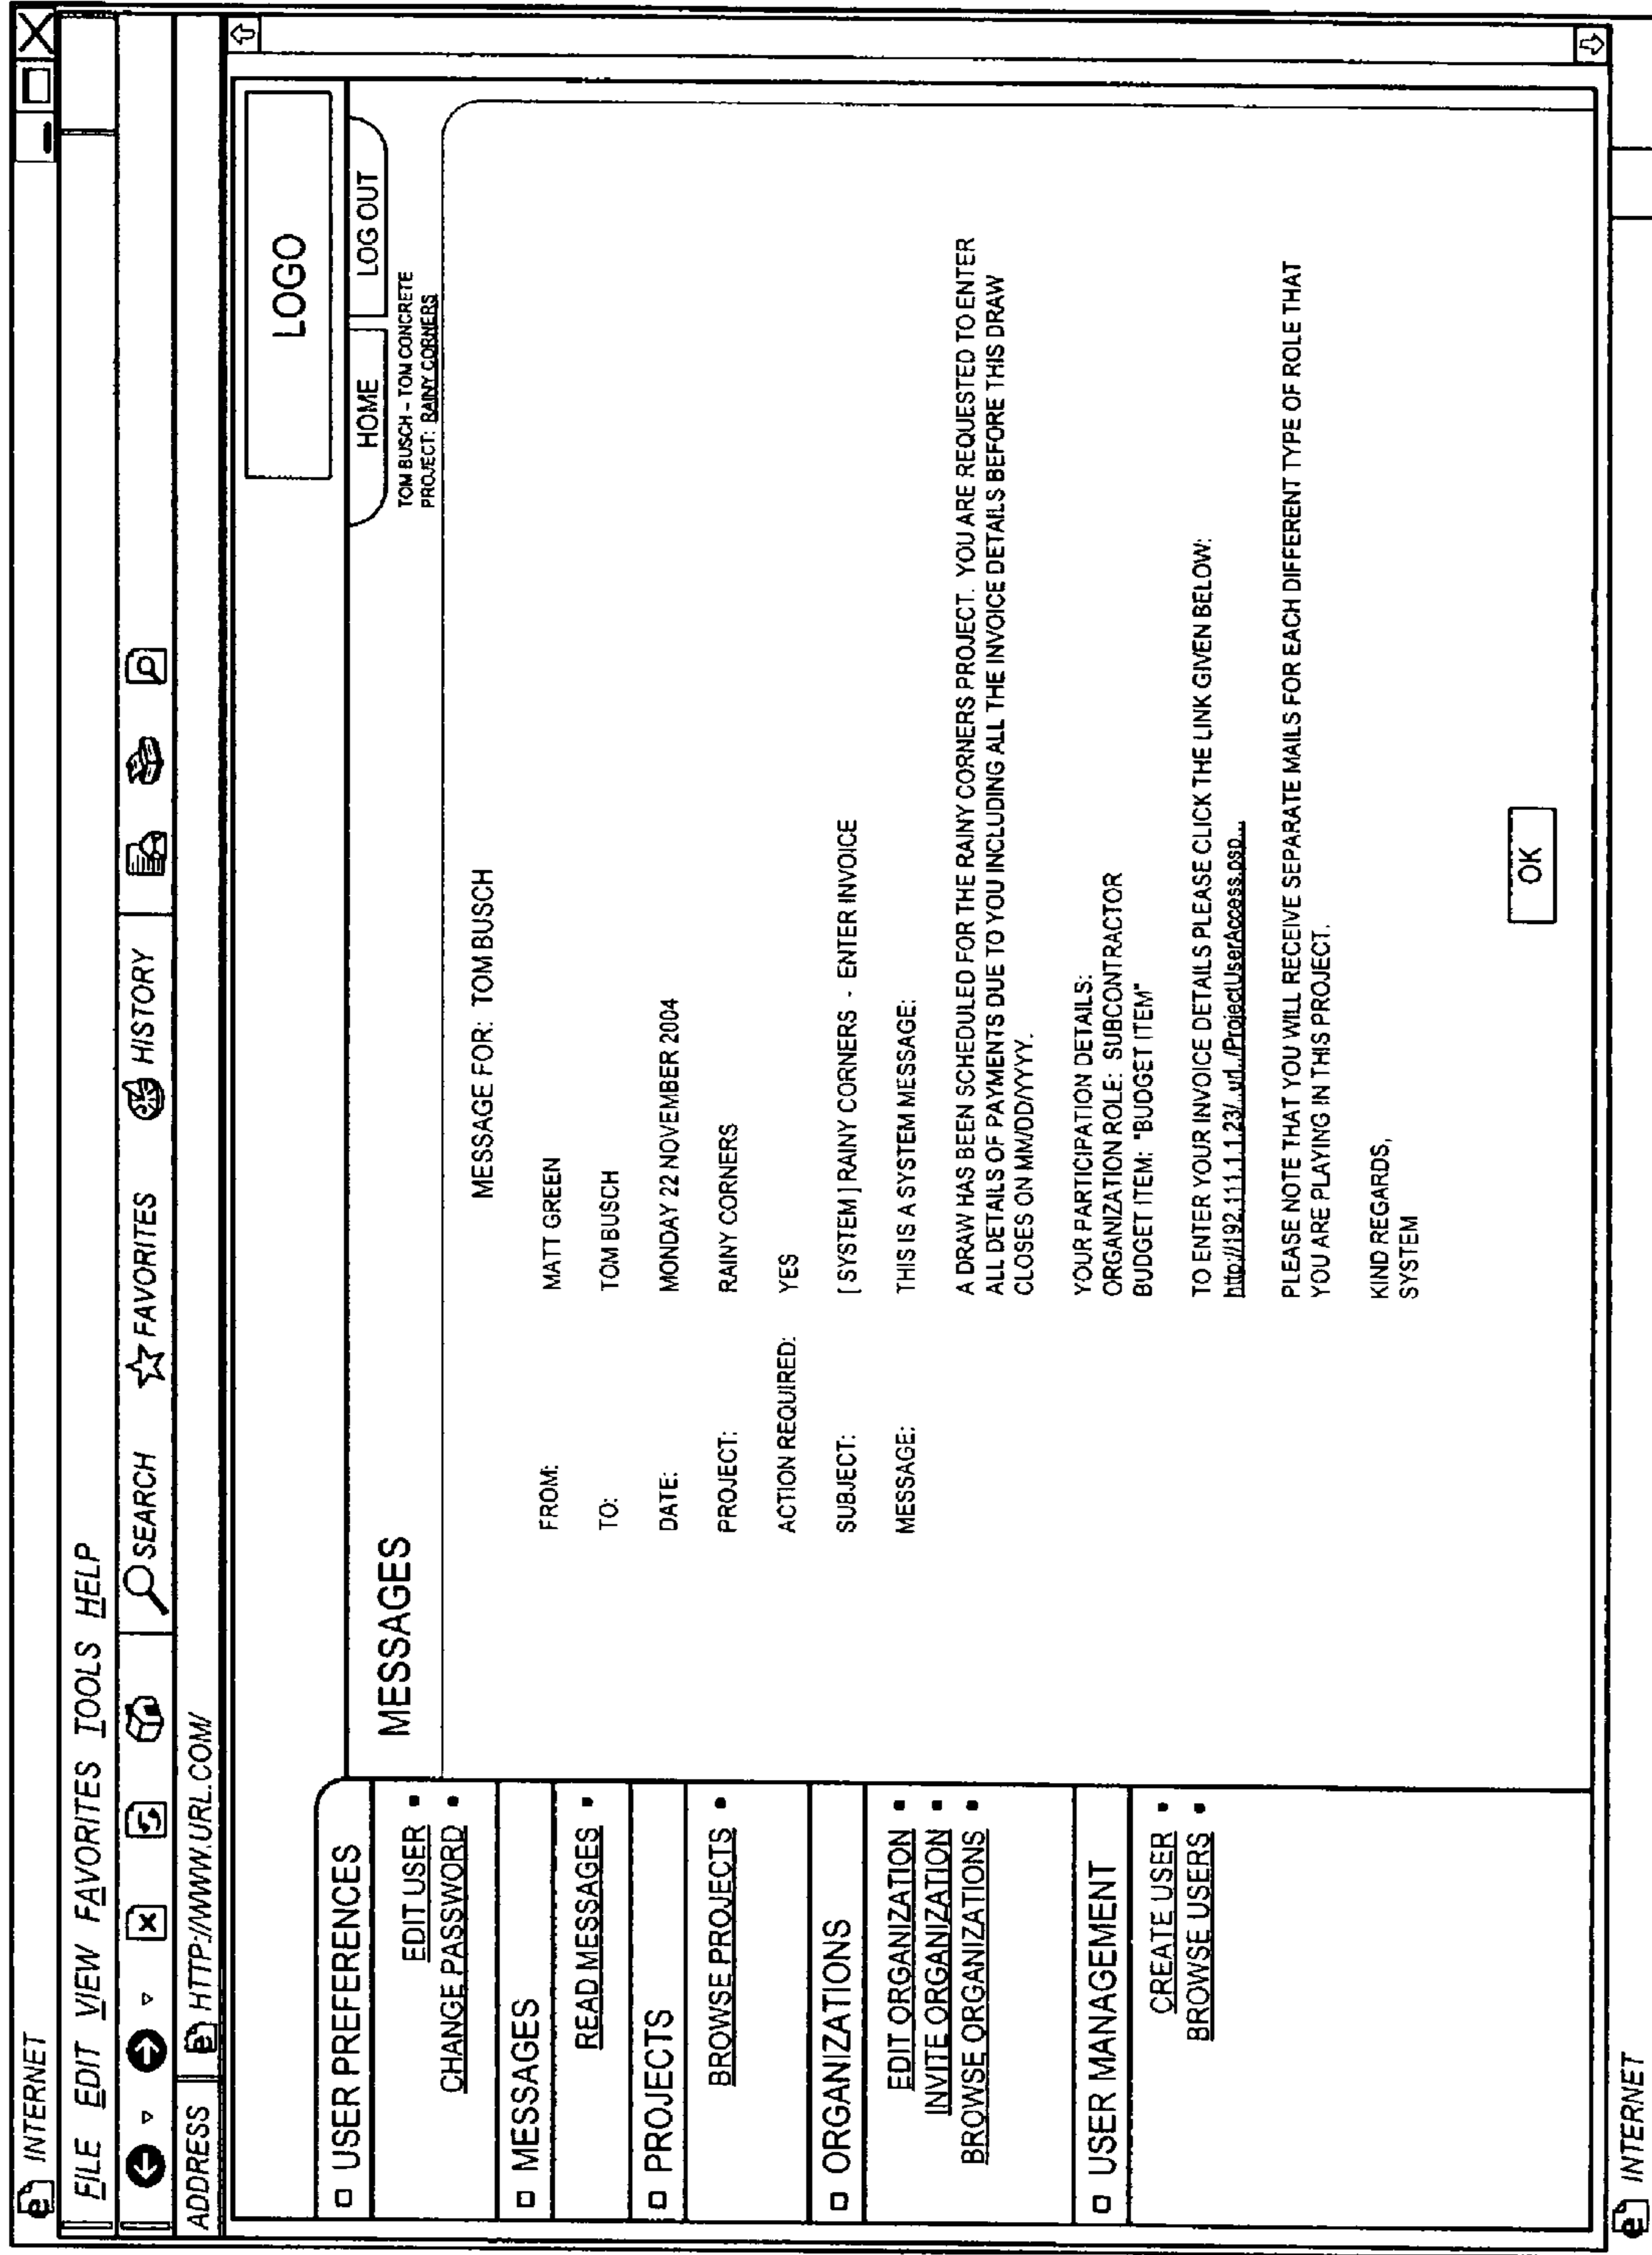 INTERNET
FILE EDIT VIEW FAVORITES TOOLS HELP
SEARCH FAVORITES HISTORY
ADDRESS HTTP://WWW.URL.COM/
LOGO
HOME LOG OUT
TOM BUSCH – TOM CONCRETE
PROJECT: RAINY CORNERS
USER PREFERENCES
EDIT USER
CHANGE PASSWORD
MESSAGES
READ MESSAGES
PROJECTS
BROWSE PROJECTS
ORGANIZATIONS
EDIT ORGANIZATION
INVITE ORGANIZATION
BROWSE ORGANIZATIONS
USER MANAGEMENT
CREATE USER
BROWSE USERS
MESSAGES
MESSAGE FOR: TOM BUSCH
FROM: MATT GREEN
TO: TOM BUSCH
DATE: MONDAY 22 NOVEMBER 2004
PROJECT: RAINY CORNERS
ACTION REQUIRED: YES
SUBJECT: [ SYSTEM ] RAINY CORNERS - ENTER INVOICE
MESSAGE: THIS IS A SYSTEM MESSAGE:
A DRAW HAS BEEN SCHEDULED FOR THE RAINY CORNERS PROJECT. YOU ARE REQUESTED TO ENTER
ALL DETAILS OF PAYMENTS DUE TO YOU INCLUDING ALL THE INVOICE DETAILS BEFORE THIS DRAW
CLOSES ON MM/DD/YYYY.
YOUR PARTICIPATION DETAILS:
ORGANIZATION ROLE: SUBCONTRACTOR
BUDGET ITEM: "BUDGET ITEM"
TO ENTER YOUR INVOICE DETAILS PLEASE CLICK THE LINK GIVEN BELOW:
http://192.111.1.123/..url../ProjectUserAccess.psp...
PLEASE NOTE THAT YOU WILL RECEIVE SEPARATE MAILS FOR EACH DIFFERENT TYPE OF ROLE THAT
YOU ARE PLAYING IN THIS PROJECT.
KIND REGARDS,
SYSTEM
OK
INTERNET